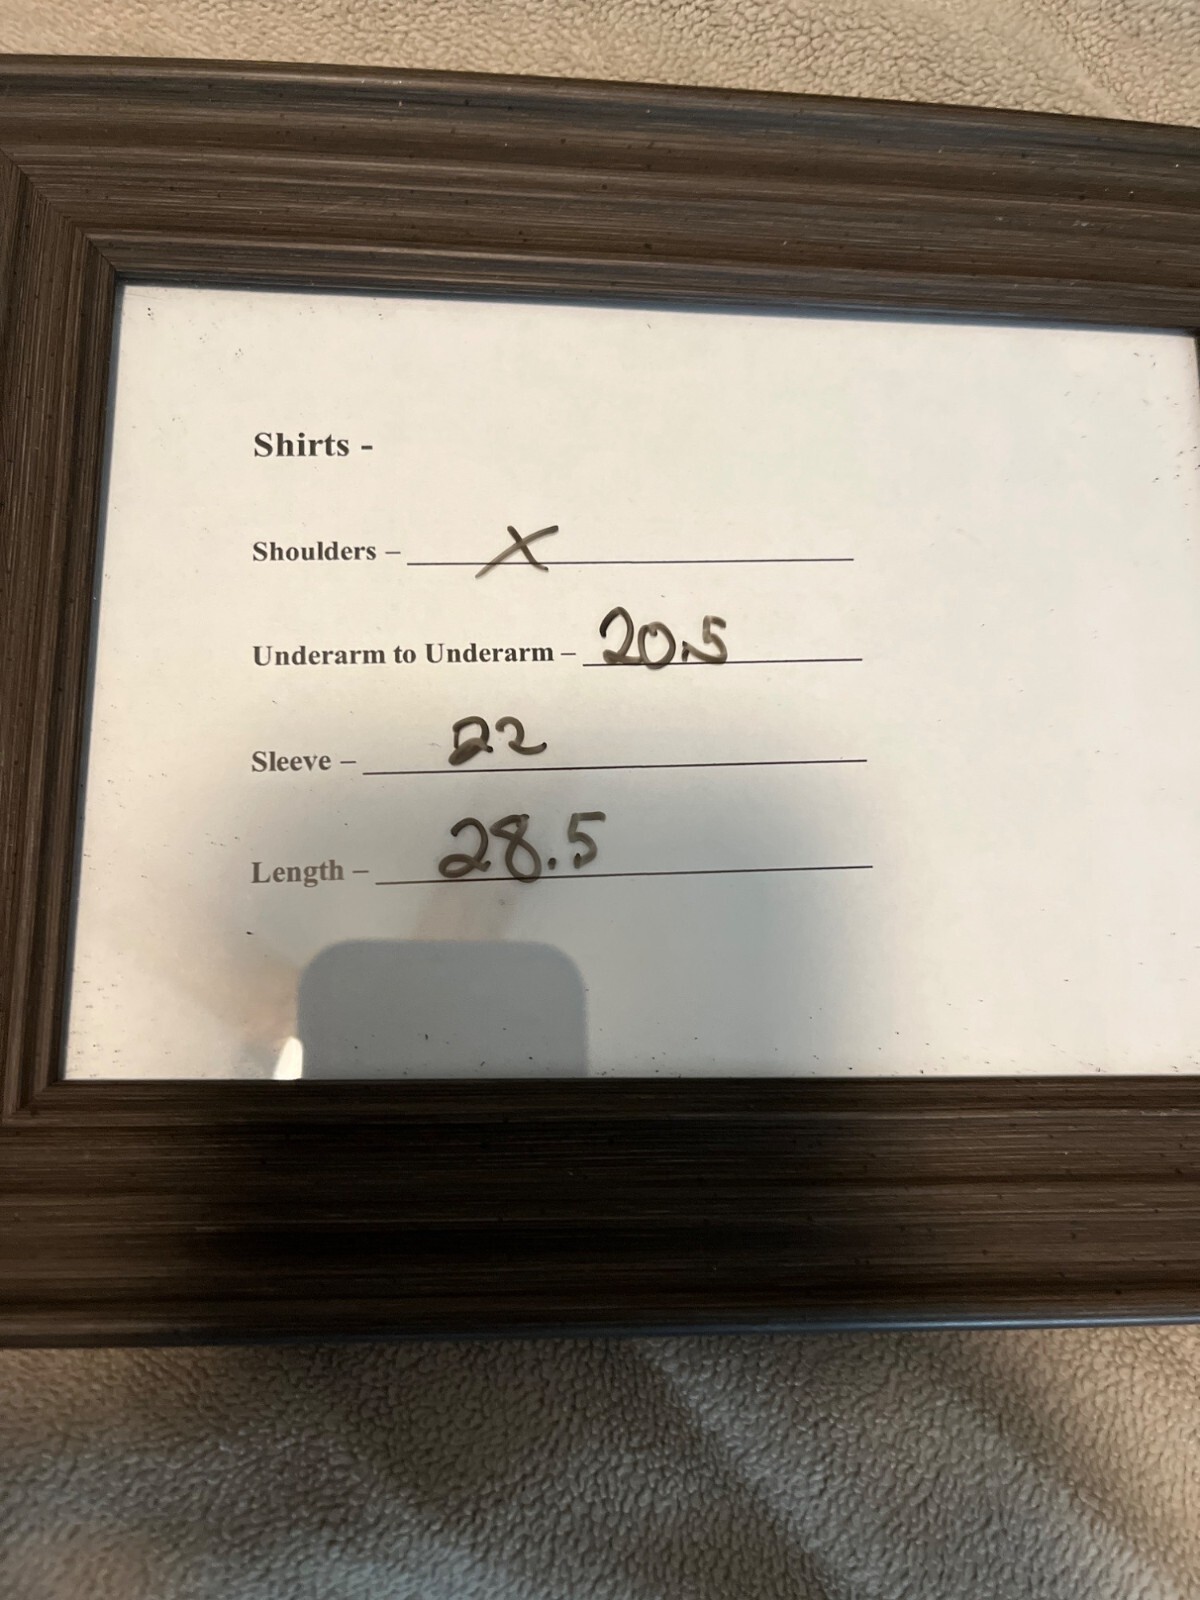 Shirts -
Shoulders – X
Underarm to Underarm – 20.5
Sleeve – 22
Length – 28.5